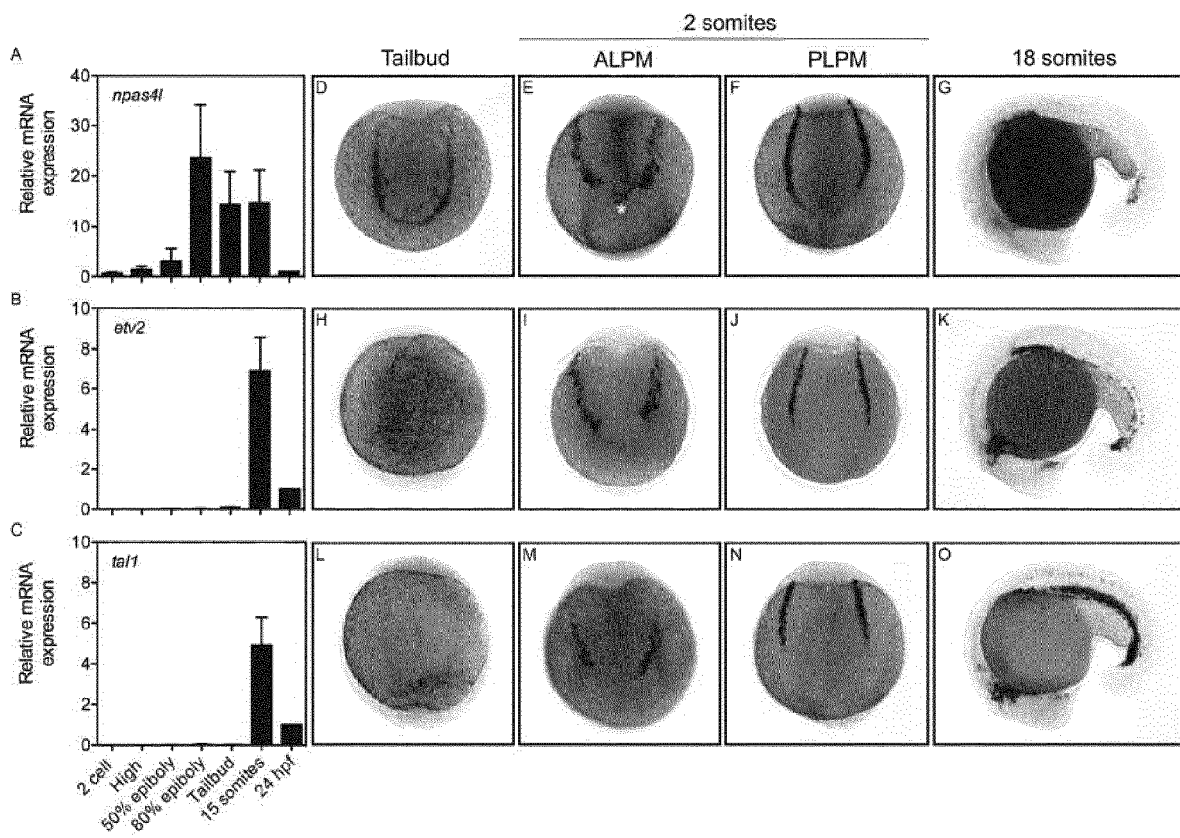 2 somites
Tailbud
ALPM
PLPM
18 somites
A
Relative mRNA
expression
40
30
20
10
0
npas4l
D
E
*
F
G
B
Relative mRNA
expression
10
8
6
4
2
0
etv2
H
I
J
K
C
Relative mRNA
expression
10
8
6
4
2
0
tal1
L
M
N
O
2 cell
High
50% epiboly
80% epiboly
Tailbud
15 somites
24 hpf